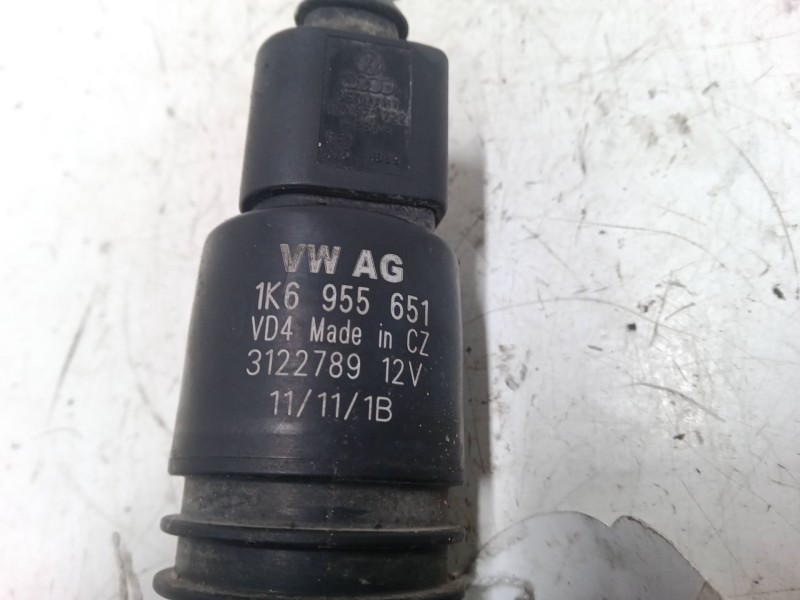 VW AG
1K6 955 651
VD4 Made in CZ
3122789 12V
11/11/1B